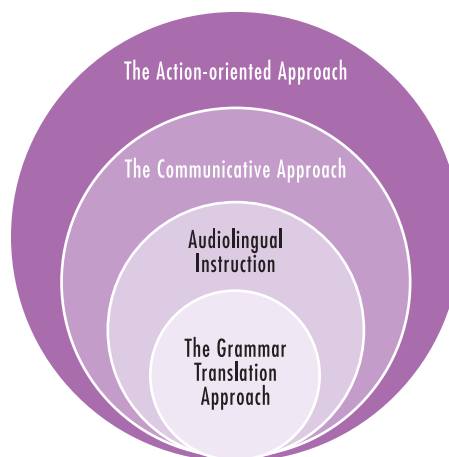 The Action-oriented Approach
The Communicative Approach
Audiolingual
Instruction
The Grammar
Translation
Approach